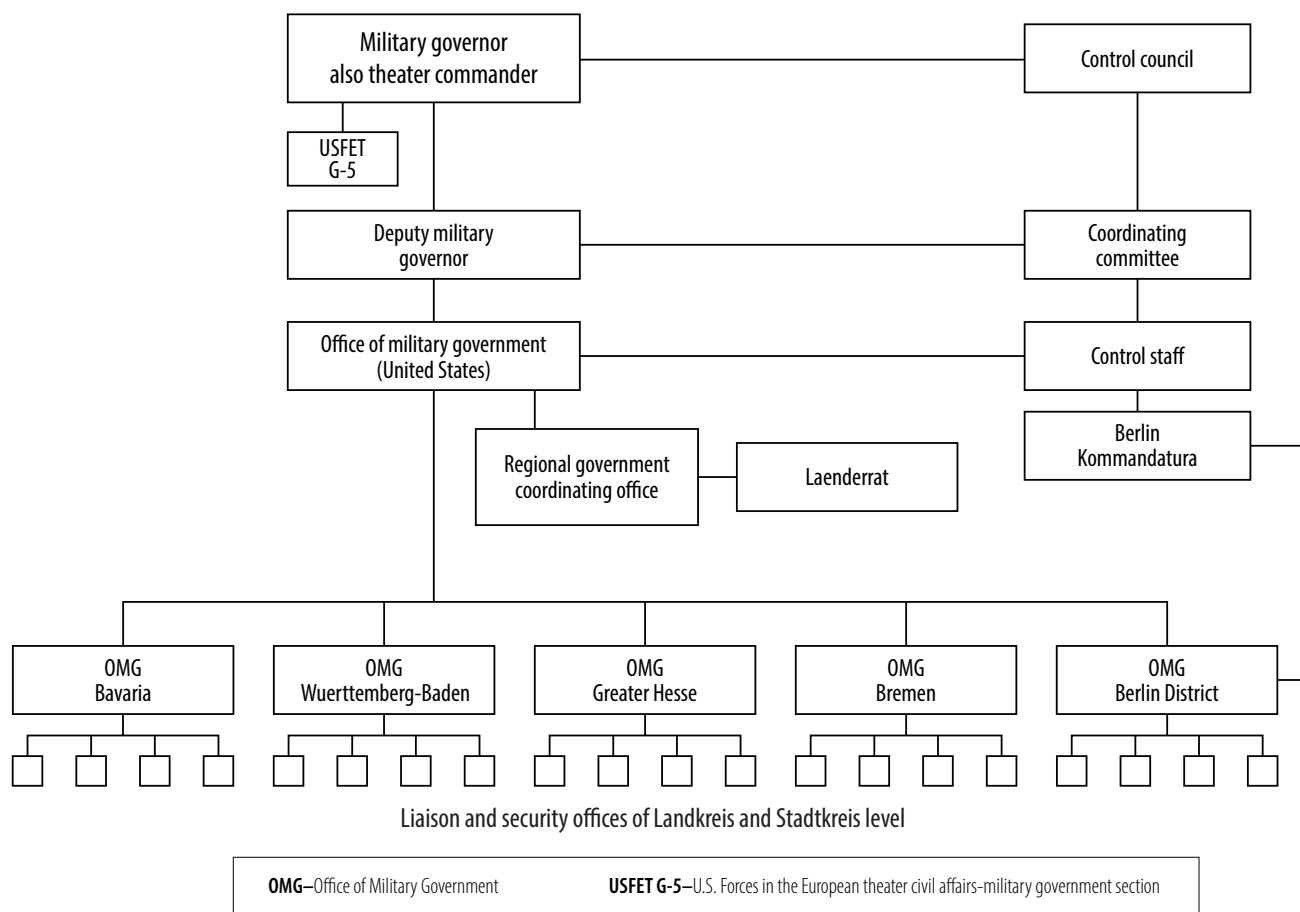 Military governor
also theater commander
Control council
USFET
G-5
Deputy military
governor
Coordinating
committee
Office of military government
(United States)
Control staff
Berlin
Kommandatura
Regional government
coordinating office
Laenderrat
OMG
Bavaria
OMG
Wuerttemberg-Baden
OMG
Greater Hesse
OMG
Bremen
OMG
Berlin District
Liaison and security offices of Landkreis and Stadtkreis level
OMG–Office of Military Government
USFET G-5–U.S. Forces in the European theater civil affairs-military government section